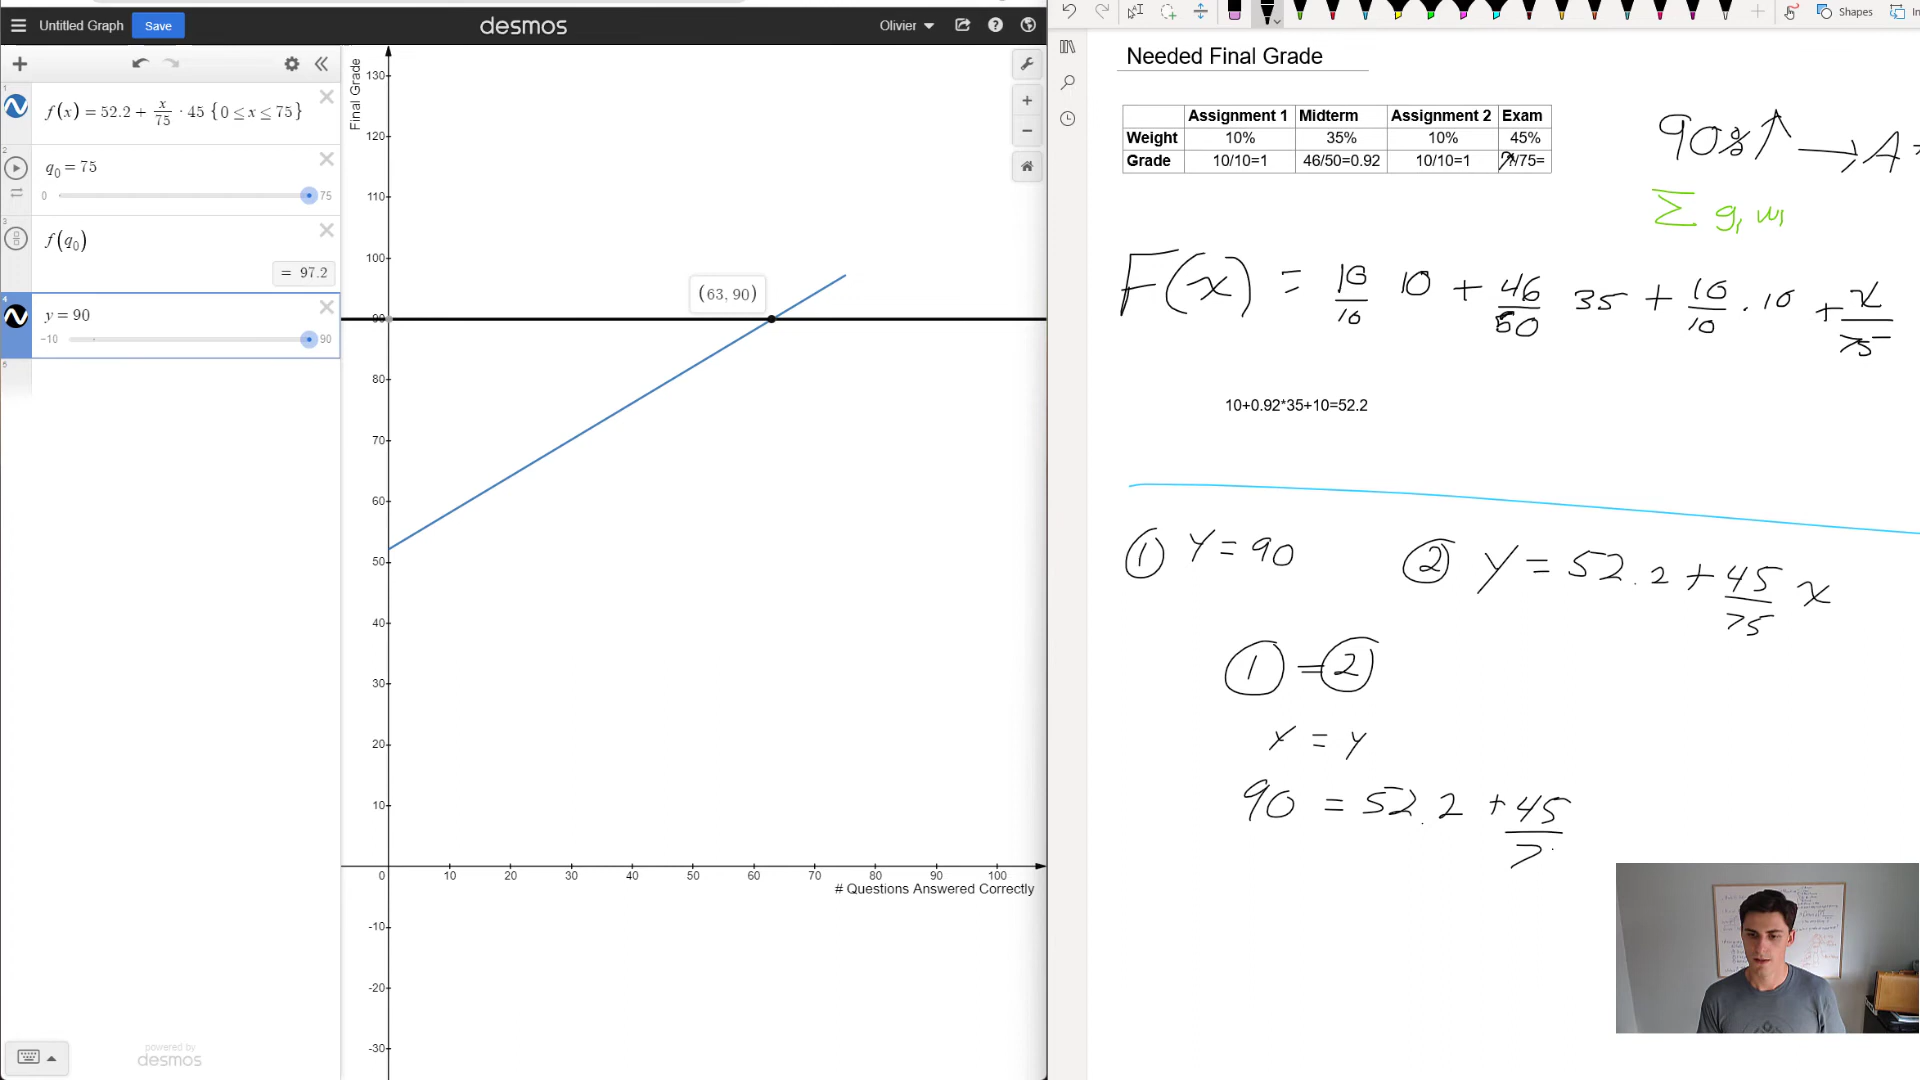 Untitled Graph
Save
desmos
Olivier
1
f(x) = 52.2 + x/75 · 45 {0 ≤ x ≤ 75}
2
q0 = 75
0
75
3
f(q0)
= 97.2
4
y = 90
−10
90
5
powered by
desmos
Final Grade
130
120
110
100
90
80
70
60
50
40
30
20
10
0
-10
-20
-30
(63, 90)
10 20 30 40 50 60 70 80 90 100
# Questions Answered Correctly
Shapes
In
Needed Final Grade
Assignment 1 Midterm Assignment 2 Exam
Weight 10% 35% 10% 45%
Grade 10/10=1 46/50=0.92 10/10=1 ?/75=
90% ↑ → A+
Σ gi wi
F(x) = 10/10 10 + 46/50 35 + 10/10 . 10 + x/75
10+0.92*35+10=52.2
① Y = 90
② y = 52.2 + 45/75 x
① = ②
y = y
90 = 52.2 + 45/7